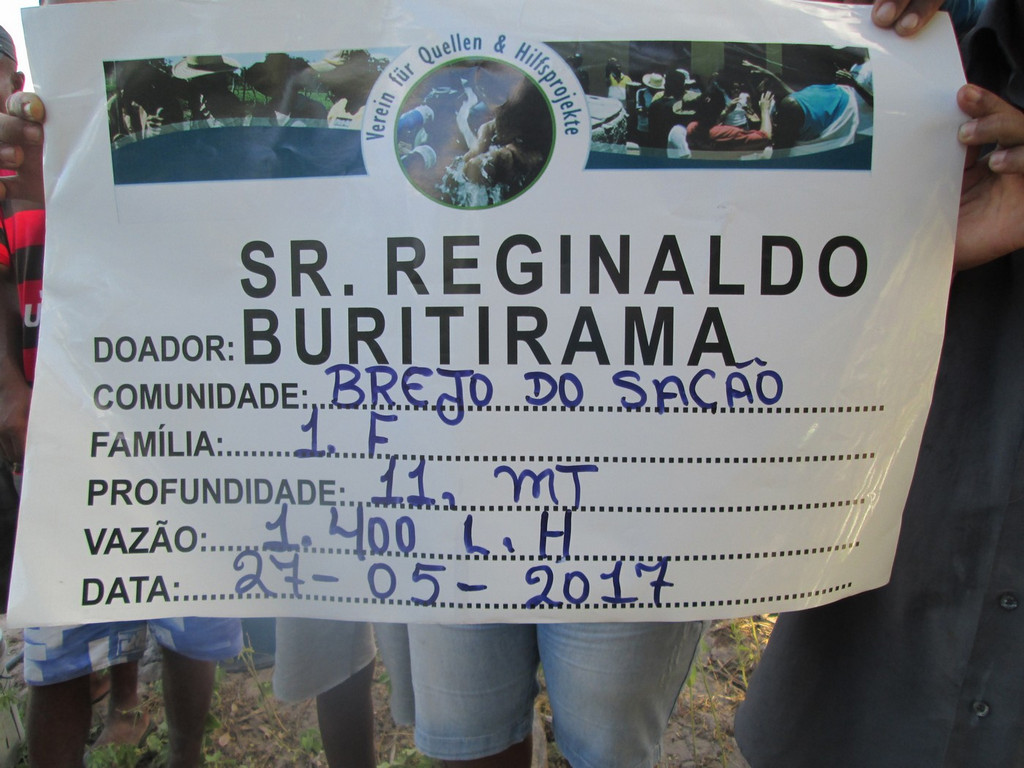 Verein für Quellen & Hilfsprojekte
SR. REGINALDO
DOADOR: BURITIRAMA
COMUNIDADE: BREJO DO SACÃO
FAMÍLIA: 1. F
PROFUNDIDADE: 11. MT
VAZÃO: 1.400 L.H
DATA: 27-05-2017